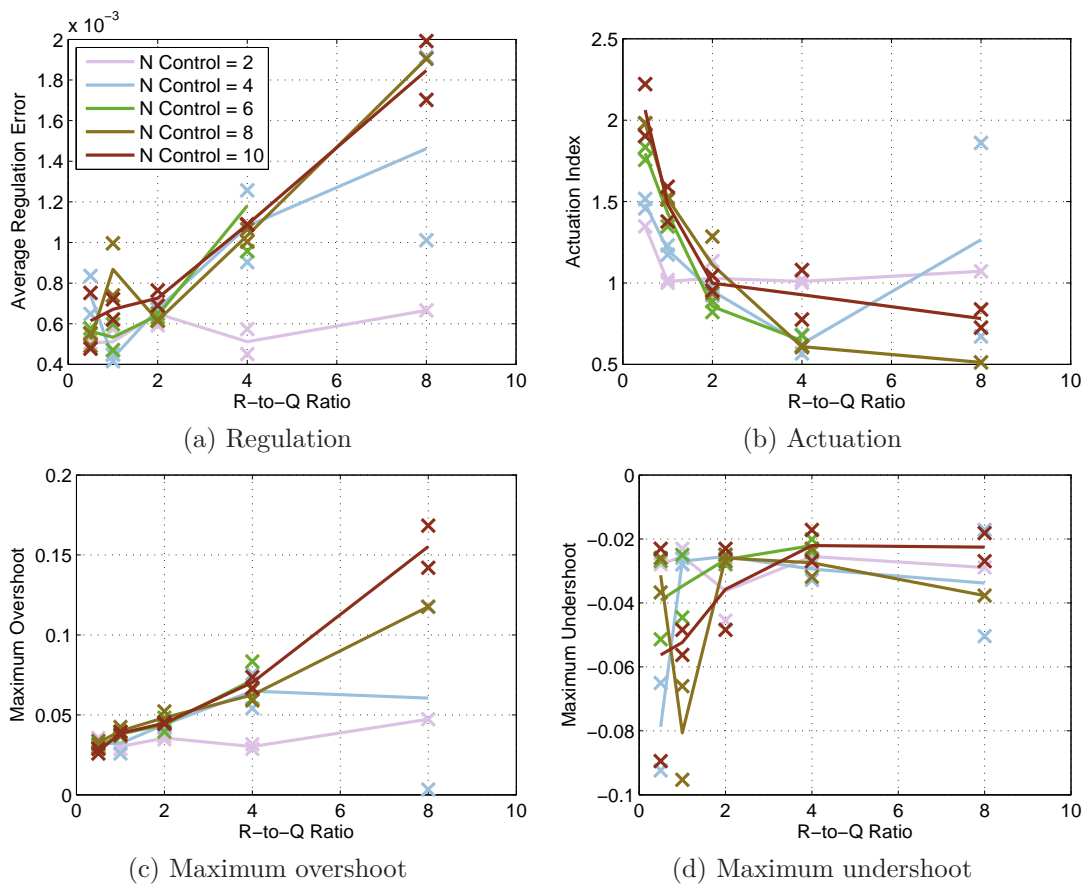 x 10⁻³
2
1.8
1.6
1.4
1.2
1
0.8
0.6
0.4
0 2 4 6 8 10
Average Regulation Error
R−to−Q Ratio
N Control = 2
N Control = 4
N Control = 6
N Control = 8
N Control = 10
(a) Regulation
2.5
2
1.5
1
0.5
0 2 4 6 8 10
Actuation Index
R−to−Q Ratio
(b) Actuation
0.2
0.15
0.1
0.05
0
0 2 4 6 8 10
Maximum Overshoot
R−to−Q Ratio
(c) Maximum overshoot
0
−0.02
−0.04
−0.06
−0.08
−0.1
0 2 4 6 8 10
Maximum Undershoot
R−to−Q Ratio
(d) Maximum undershoot